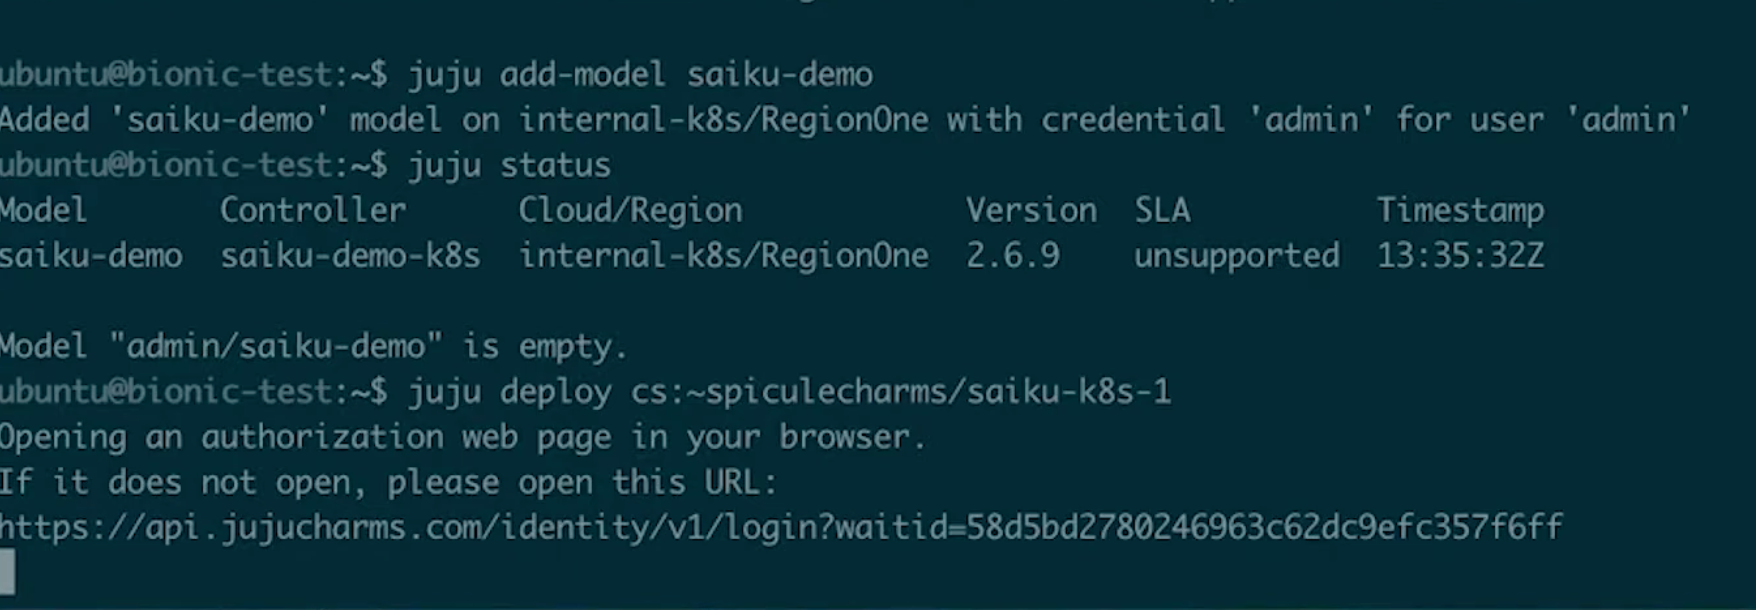 ubuntu@bionic-test:~$ juju add-model saiku-demo
Added 'saiku-demo' model on internal-k8s/RegionOne with credential 'admin' for user 'admin'
ubuntu@bionic-test:~$ juju status
Model       Controller      Cloud/Region            Version  SLA          Timestamp
saiku-demo  saiku-demo-k8s  internal-k8s/RegionOne  2.6.9    unsupported  13:35:32Z
Model "admin/saiku-demo" is empty.
ubuntu@bionic-test:~$ juju deploy cs:~spiculecharms/saiku-k8s-1
Opening an authorization web page in your browser.
If it does not open, please open this URL:
https://api.jujucharms.com/identity/v1/login?waitid=58d5bd2780246963c62dc9efc357f6ff